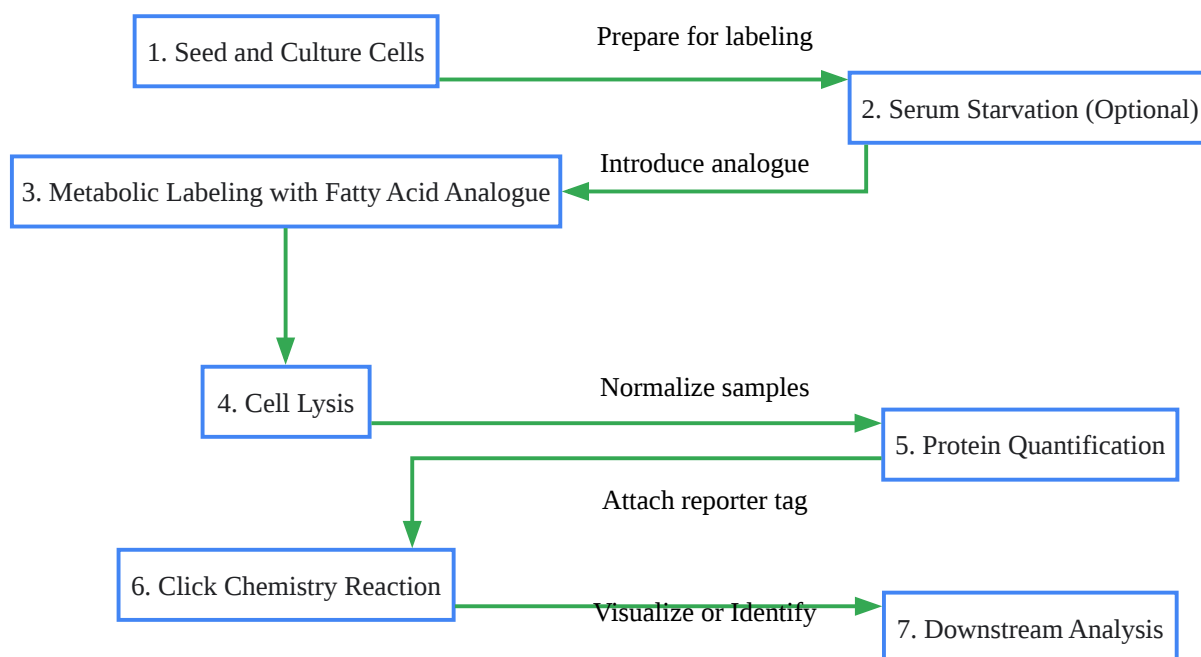 1. Seed and Culture Cells
Prepare for labeling
2. Serum Starvation (Optional)
Introduce analogue
3. Metabolic Labeling with Fatty Acid Analogue
4. Cell Lysis
Normalize samples
5. Protein Quantification
Attach reporter tag
6. Click Chemistry Reaction
Visualize or Identify
7. Downstream Analysis